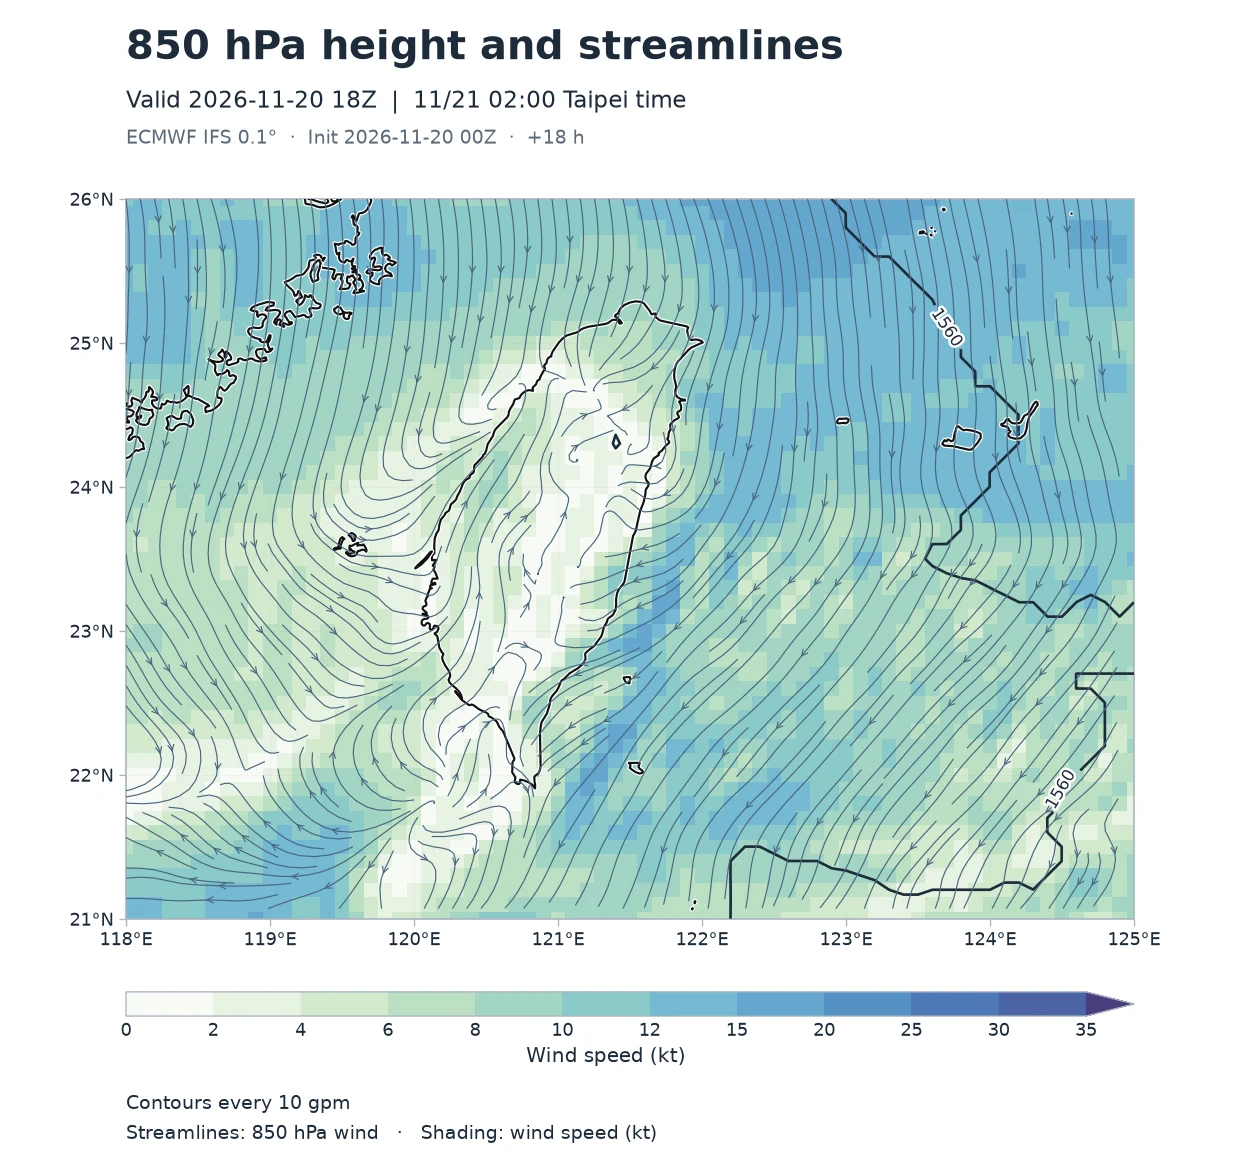 850 hPa height and streamlines
Valid 2026-11-20 18Z | 11/21 02:00 Taipei time
ECMWF IFS 0.1° · Init 2026-11-20 00Z · +18 h
26°N
25°N
24°N
23°N
22°N
21°N
1560
1560
118°E 119°E 120°E 121°E 122°E 123°E 124°E 125°E
0 2 4 6 8 10 12 15 20 25 30 35
Wind speed (kt)
Contours every 10 gpm
Streamlines: 850 hPa wind · Shading: wind speed (kt)